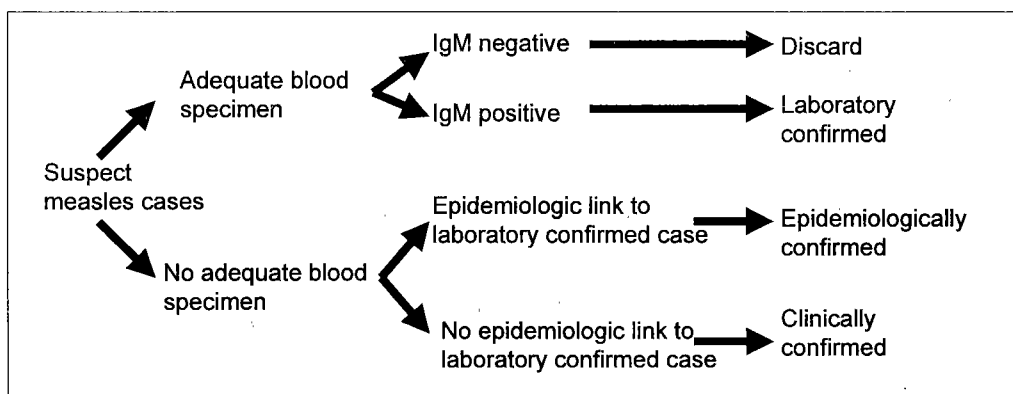 Suspect
measles cases
Adequate blood
specimen
IgM negative
Discard
IgM positive
Laboratory
confirmed
No adequate blood
specimen
Epidemiologic link to
laboratory confirmed case
Epidemiologically
confirmed
No epidemiologic link to
laboratory confirmed case
Clinically
confirmed